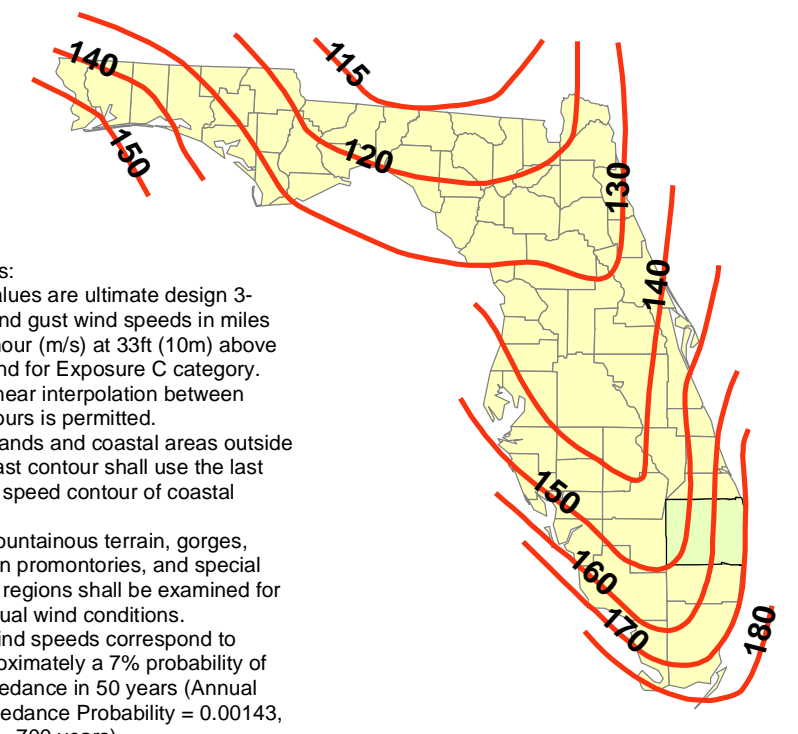 140
150
115
120
130
140
150
160
170
180
s:
alues are ultimate design 3-
nd gust wind speeds in miles
hour (m/s) at 33ft (10m) above
nd for Exposure C category.
near interpolation between
ours is permitted.
ands and coastal areas outside
ast contour shall use the last
speed contour of coastal
ountainous terrain, gorges,
n promontories, and special
regions shall be examined for
ual wind conditions.
ind speeds correspond to
oximately a 7% probability of
edance in 50 years (Annual
edance Probability = 0.00143,
700 years)